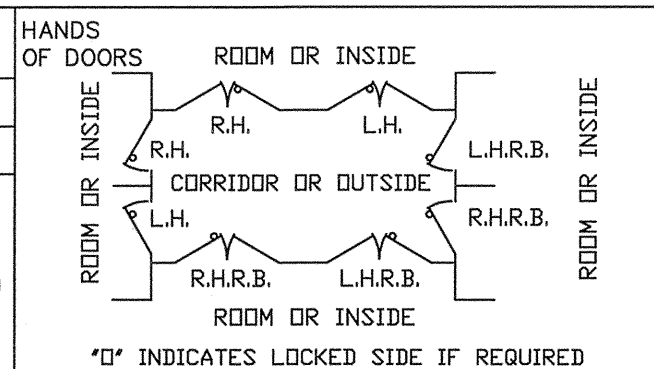 HANDS
OF DOORS
ROOM OR INSIDE
R.H.
L.H.
ROOM OR INSIDE
R.H.
L.H.R.B.
ROOM OR INSIDE
CORRIDOR OR OUTSIDE
L.H.
R.H.R.B.
R.H.R.B.
L.H.R.B.
ROOM OR INSIDE
"O" INDICATES LOCKED SIDE IF REQUIRED